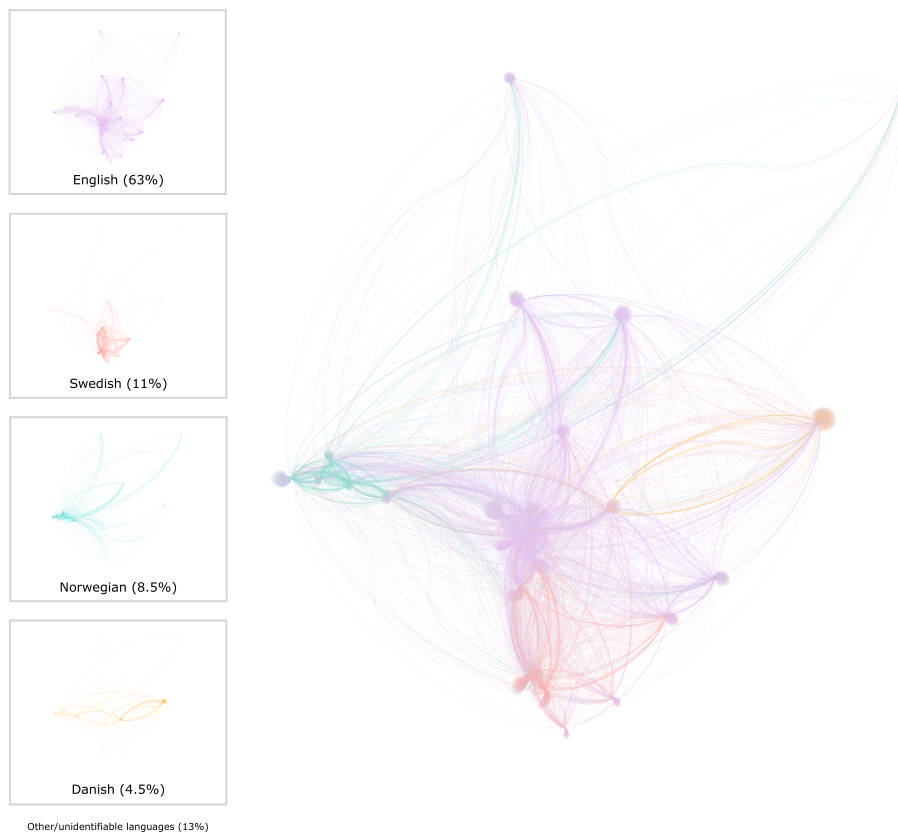 English (63%)
Swedish (11%)
Norwegian (8.5%)
Danish (4.5%)
Other/unidentifiable languages (13%)